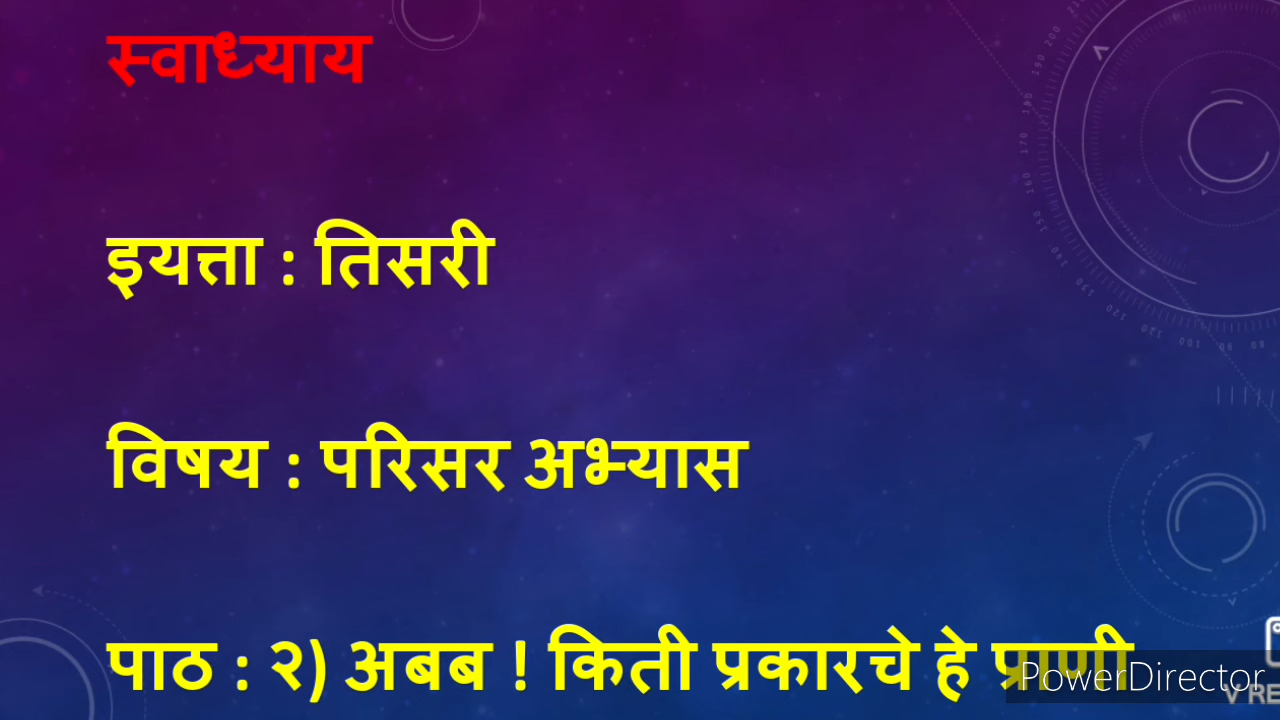 स्वाध्याय
इयत्ता : तिसरी
विषय : परिसर अभ्यास
पाठ : २) अबब ! किती प्रकारचे हे प्राणी
PowerDirector